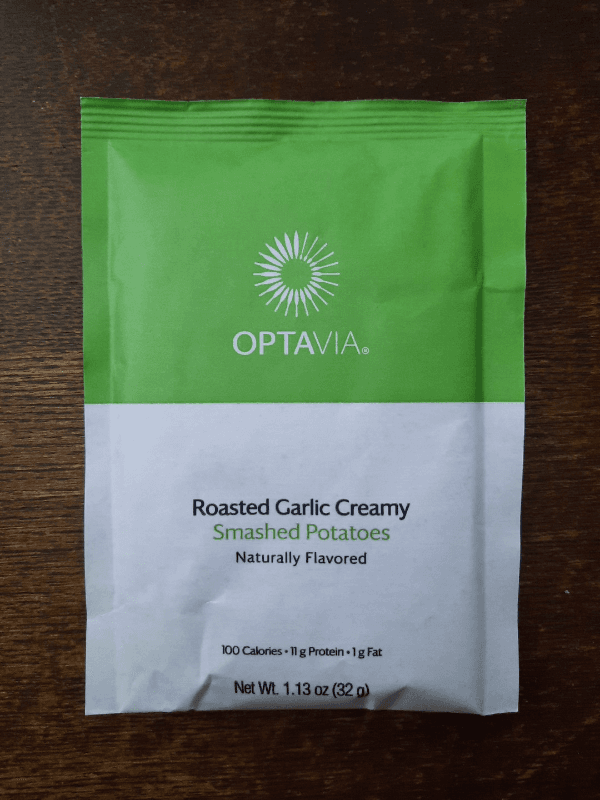 OPTAVIA®
Roasted Garlic Creamy
Smashed Potatoes
Naturally Flavored
100 Calories • 11 g Protein • 1 g Fat
Net Wt. 1.13 oz (32 g)